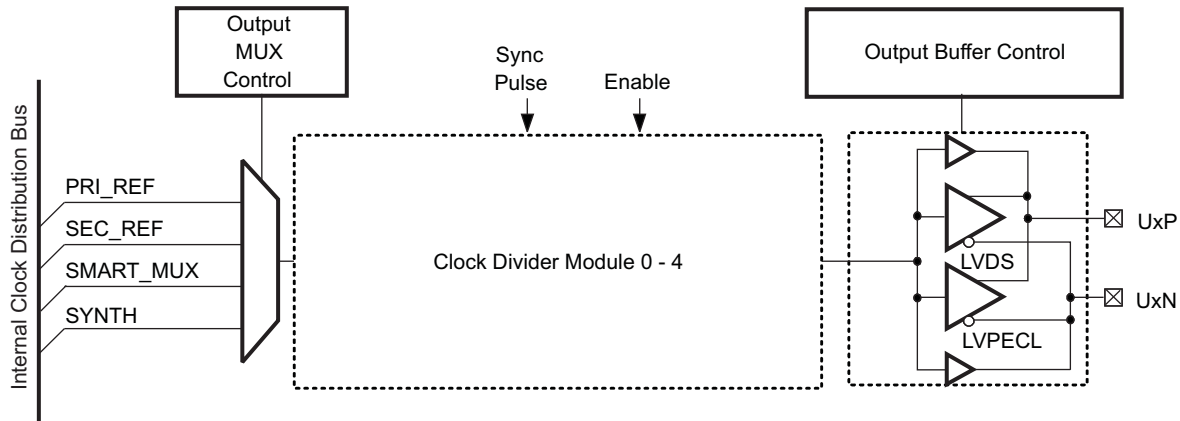 Output
MUX
Control
Sync
Pulse
Enable
Output Buffer Control
Internal Clock Distribution Bus
PRI_REF
SEC_REF
SMART_MUX
SYNTH
Clock Divider Module 0 - 4
LVDS
LVPECL
UxP
UxN